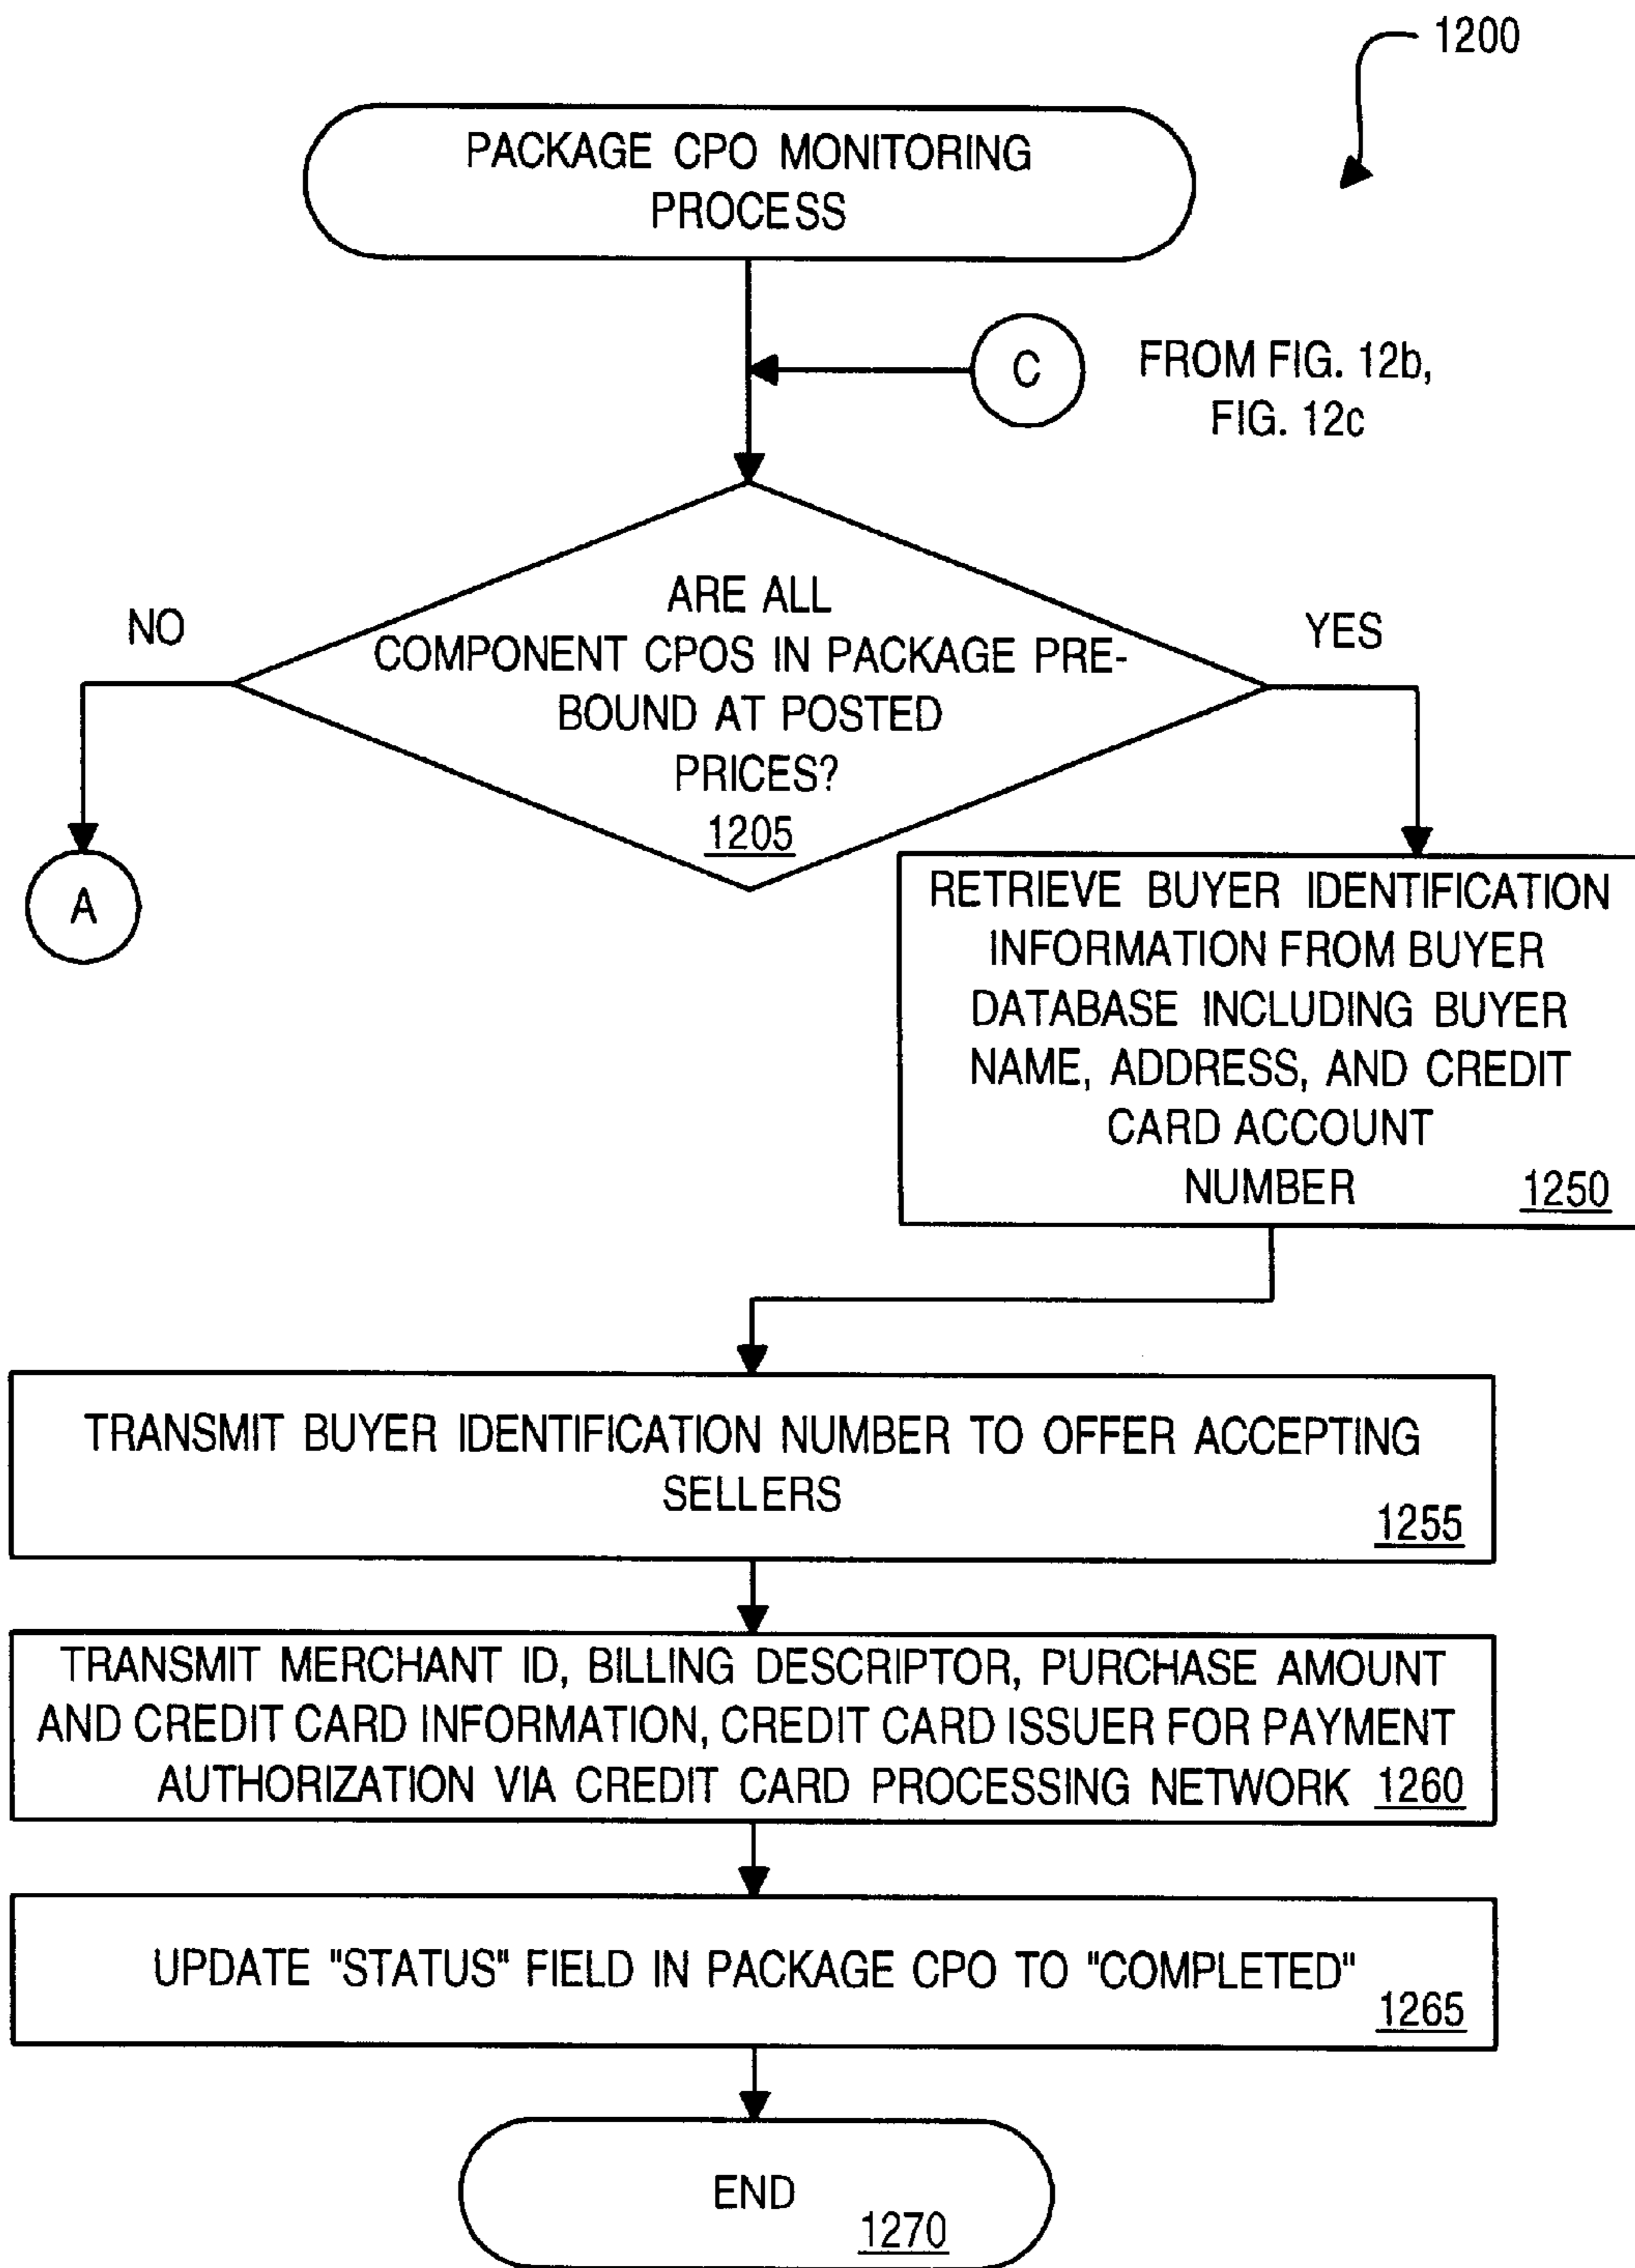 1200
PACKAGE CPO MONITORING
PROCESS
C
FROM FIG. 12b,
FIG. 12c
NO
YES
ARE ALL
COMPONENT CPOS IN PACKAGE PRE-
BOUND AT POSTED
PRICES?
1205
A
RETRIEVE BUYER IDENTIFICATION
INFORMATION FROM BUYER
DATABASE INCLUDING BUYER
NAME, ADDRESS, AND CREDIT
CARD ACCOUNT
NUMBER 1250
TRANSMIT BUYER IDENTIFICATION NUMBER TO OFFER ACCEPTING
SELLERS
1255
TRANSMIT MERCHANT ID, BILLING DESCRIPTOR, PURCHASE AMOUNT
AND CREDIT CARD INFORMATION, CREDIT CARD ISSUER FOR PAYMENT
AUTHORIZATION VIA CREDIT CARD PROCESSING NETWORK 1260
UPDATE "STATUS" FIELD IN PACKAGE CPO TO "COMPLETED"
1265
END
1270